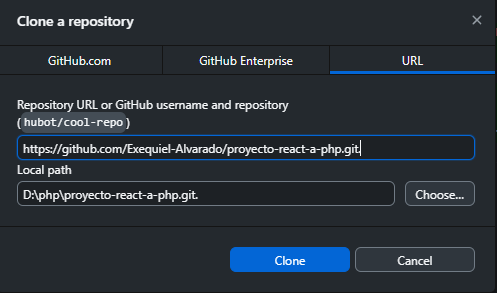 Clone a repository
GitHub.com
GitHub Enterprise
URL
Repository URL or GitHub username and repository
(hubot/cool-repo)
https://github.com/Exequiel-Alvarado/proyecto-react-a-php.git.
Local path
D:\php\proyecto-react-a-php.git.
Choose...
Clone
Cancel